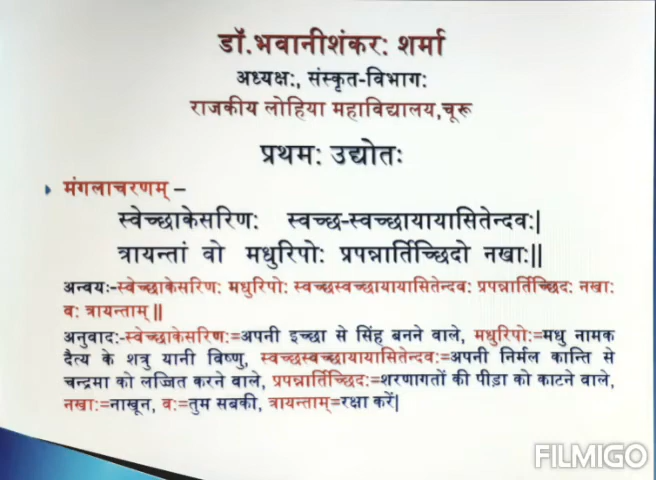 डॉ.भवानीशंकर: शर्मा
अध्यक्ष:, संस्कृत-विभाग:
राजकीय लोहिया महाविद्यालय,चूरू
प्रथम: उद्योत:
मंगलाचरणम् –
स्वेच्छाकेसरिण: स्वच्छ-स्वच्छायायासितेन्दव:|
त्रायन्तां वो मधुरिपो: प्रपन्नार्तिच्छिदो नखा:||
अन्वय:-स्वेच्छाकेसरिण: मधुरिपो: स्वच्छस्वच्छायायासितेन्दव: प्रपन्नार्तिच्छिद: नखा:
व: त्रायन्ताम् ||
अनुवाद:-स्वेच्छाकेसरिण:=अपनी इच्छा से सिंह बनने वाले, मधुरिपो:=मधु नामक
दैत्य के शत्रु यानी विष्णु, स्वच्छस्वच्छायायासितेन्दव:=अपनी निर्मल कान्ति से
चन्द्रमा को लज्जित करने वाले, प्रपन्नार्तिच्छिद:=शरणागतों की पीड़ा को काटने वाले,
नखा:=नाखून, व:=तुम सबकी, त्रायन्ताम्=रक्षा करें|
FILMIGO